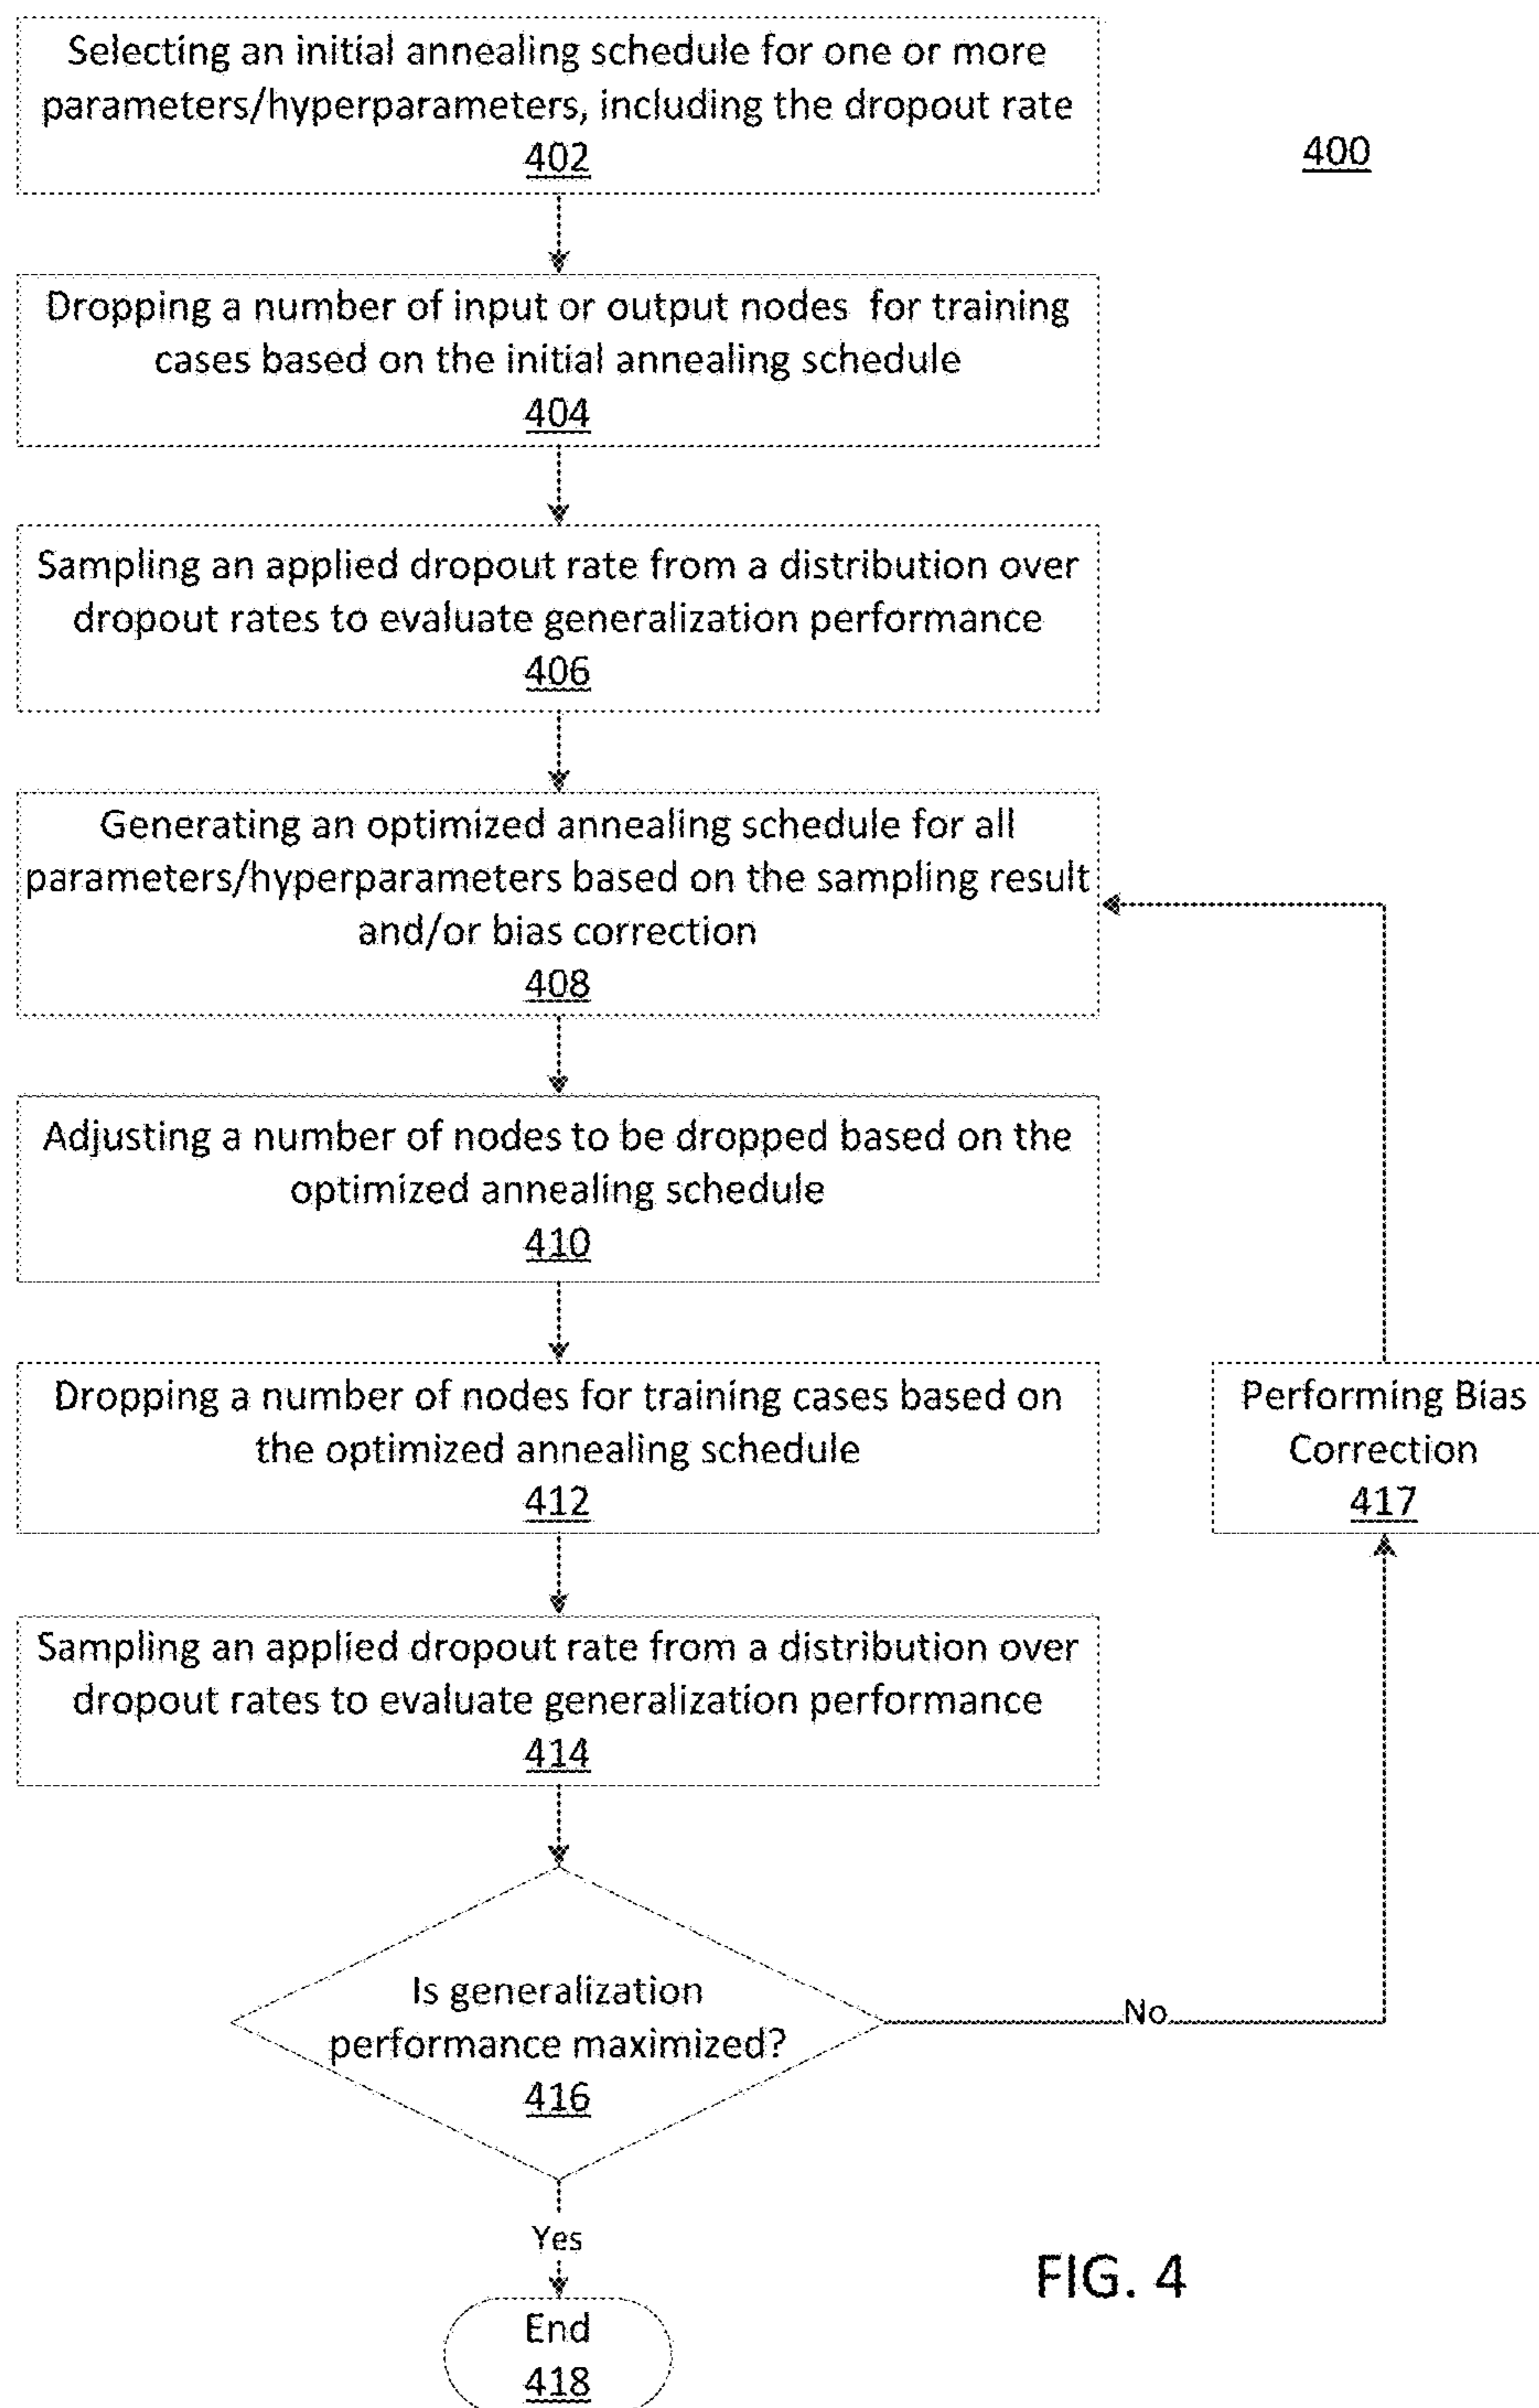 Selecting an initial annealing schedule for one or more
parameters/hyperparameters, including the dropout rate
402
400
Dropping a number of input or output nodes for training
cases based on the initial annealing schedule
404
Sampling an applied dropout rate from a distribution over
dropout rates to evaluate generalization performance
406
Generating an optimized annealing schedule for all
parameters/hyperparameters based on the sampling result
and/or bias correction
408
Adjusting a number of nodes to be dropped based on the
optimized annealing schedule
410
Dropping a number of nodes for training cases based on
the optimized annealing schedule
412
Performing Bias
Correction
417
Sampling an applied dropout rate from a distribution over
dropout rates to evaluate generalization performance
414
Is generalization
performance maximized?
416
No
Yes
End
418
FIG. 4